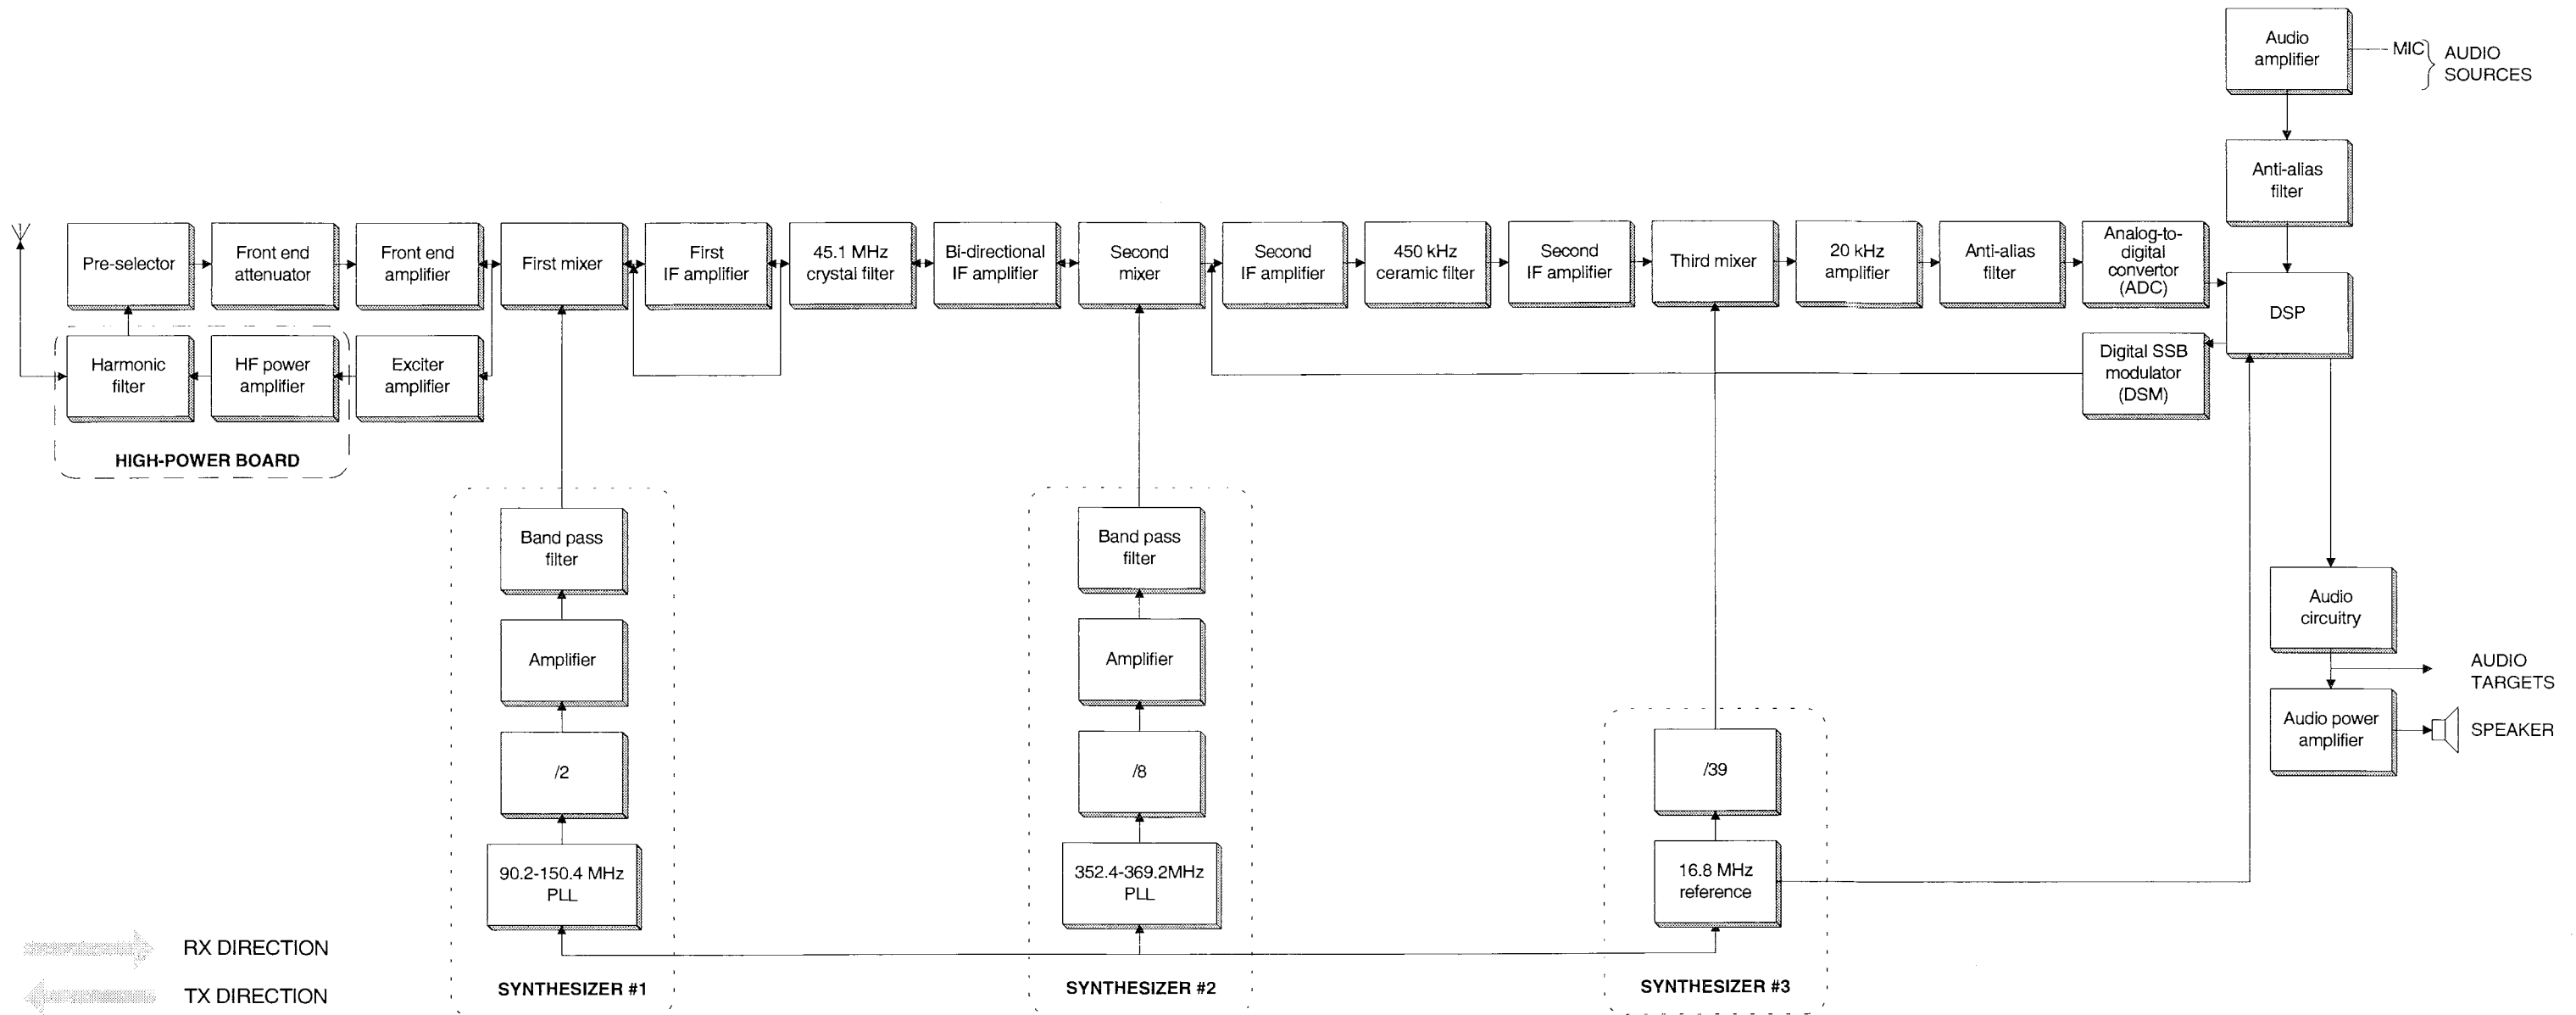 Audio
amplifier
MIC
AUDIO
SOURCES
Anti-alias
filter
Pre-selector
Front end
attenuator
Front end
amplifier
First mixer
First
IF amplifier
45.1 MHz
crystal filter
Bi-directional
IF amplifier
Second
mixer
Second
IF amplifier
450 kHz
ceramic filter
Second
IF amplifier
Third mixer
20 kHz
amplifier
Anti-alias
filter
Analog-to-
digital
convertor
(ADC)
DSP
Harmonic
filter
HF power
amplifier
Exciter
amplifier
Digital SSB
modulator
(DSM)
HIGH-POWER BOARD
Band pass
filter
Band pass
filter
Audio
circuitry
Amplifier
Amplifier
AUDIO
TARGETS
/2
/8
/39
Audio power
amplifier
SPEAKER
90.2-150.4 MHz
PLL
352.4-369.2MHz
PLL
16.8 MHz
reference
RX DIRECTION
TX DIRECTION
SYNTHESIZER #1
SYNTHESIZER #2
SYNTHESIZER #3